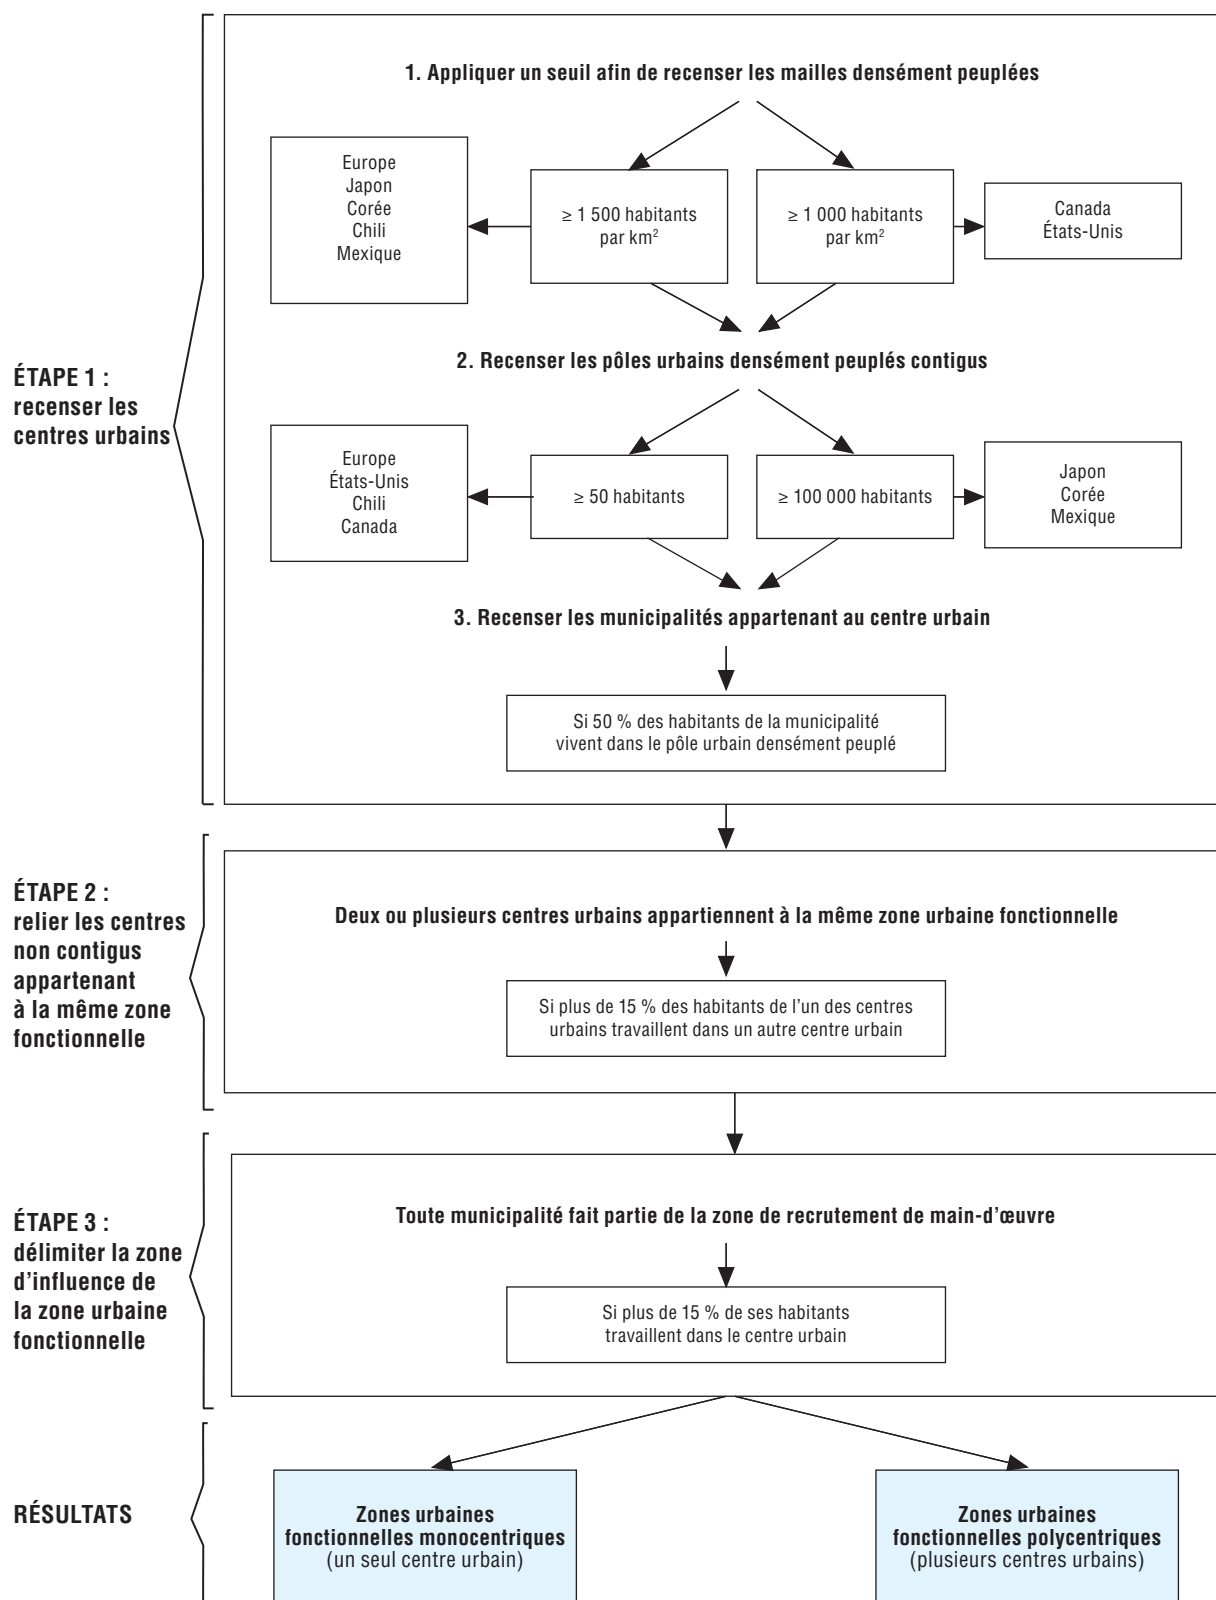 1. Appliquer un seuil afin de recenser les mailles densément peuplées
Europe
Japon
Corée
Chili
Mexique
≥ 1 500 habitants
par km²
≥ 1 000 habitants
par km²
Canada
États-Unis
ÉTAPE 1 :
recenser les
centres urbains
2. Recenser les pôles urbains densément peuplés contigus
Europe
États-Unis
Chili
Canada
≥ 50 habitants
≥ 100 000 habitants
Japon
Corée
Mexique
3. Recenser les municipalités appartenant au centre urbain
Si 50 % des habitants de la municipalité
vivent dans le pôle urbain densément peuplé
ÉTAPE 2 :
relier les centres
non contigus
appartenant
à la même zone
fonctionnelle
Deux ou plusieurs centres urbains appartiennent à la même zone urbaine fonctionnelle
Si plus de 15 % des habitants de l’un des centres
urbains travaillent dans un autre centre urbain
ÉTAPE 3 :
délimiter la zone
d’influence de
la zone urbaine
fonctionnelle
Toute municipalité fait partie de la zone de recrutement de main-d’œuvre
Si plus de 15 % de ses habitants
travaillent dans le centre urbain
RÉSULTATS
Zones urbaines
fonctionnelles monocentriques
(un seul centre urbain)
Zones urbaines
fonctionnelles polycentriques
(plusieurs centres urbains)